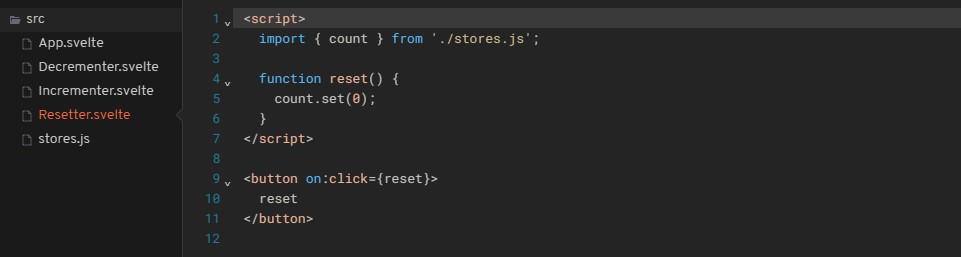 src
App.svelte
Decrementer.svelte
Incrementer.svelte
Resetter.svelte
stores.js
1 <script>
2   import { count } from './stores.js';
3
4   function reset() {
5     count.set(0);
6   }
7 </script>
8
9 <button on:click={reset}>
10   reset
11 </button>
12